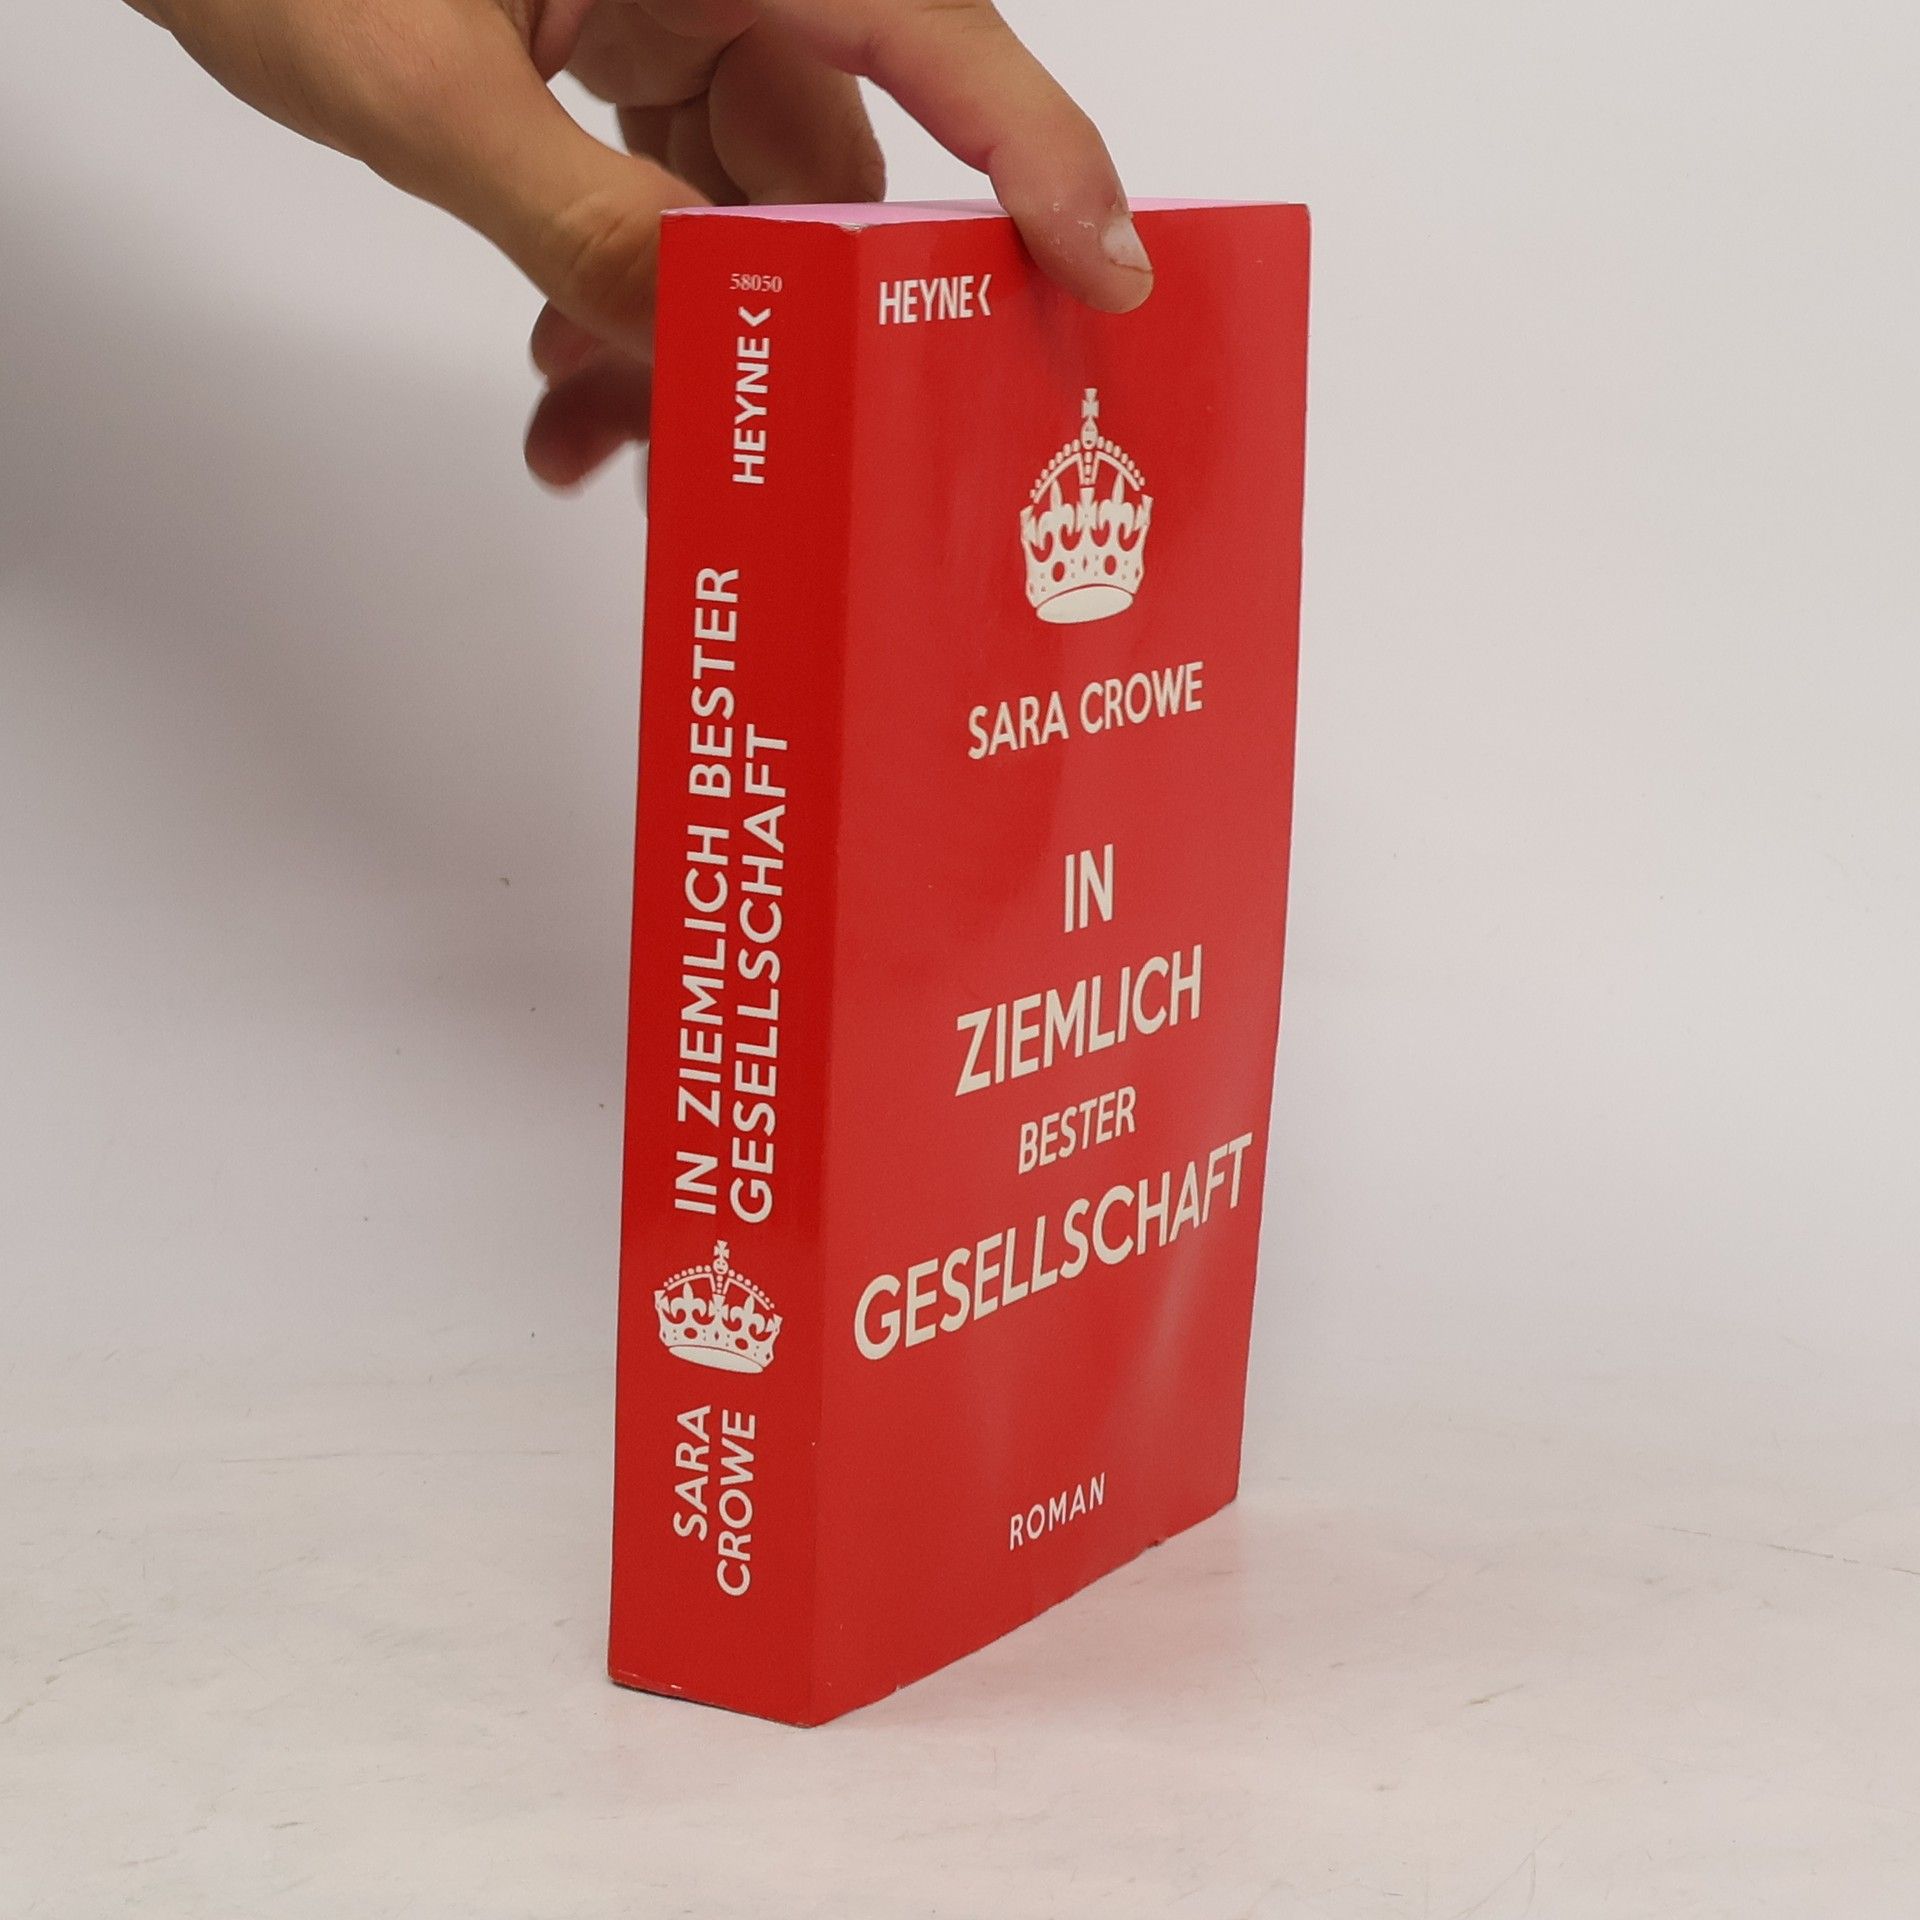 58050
HEYNE<
IN ZIEMLICH BESTER
GESELLSCHAFT
SARA
CROWE
HEYNE<
SARA CROWE
IN
ZIEMLICH
BESTER
GESELLSCHAFT
ROMAN